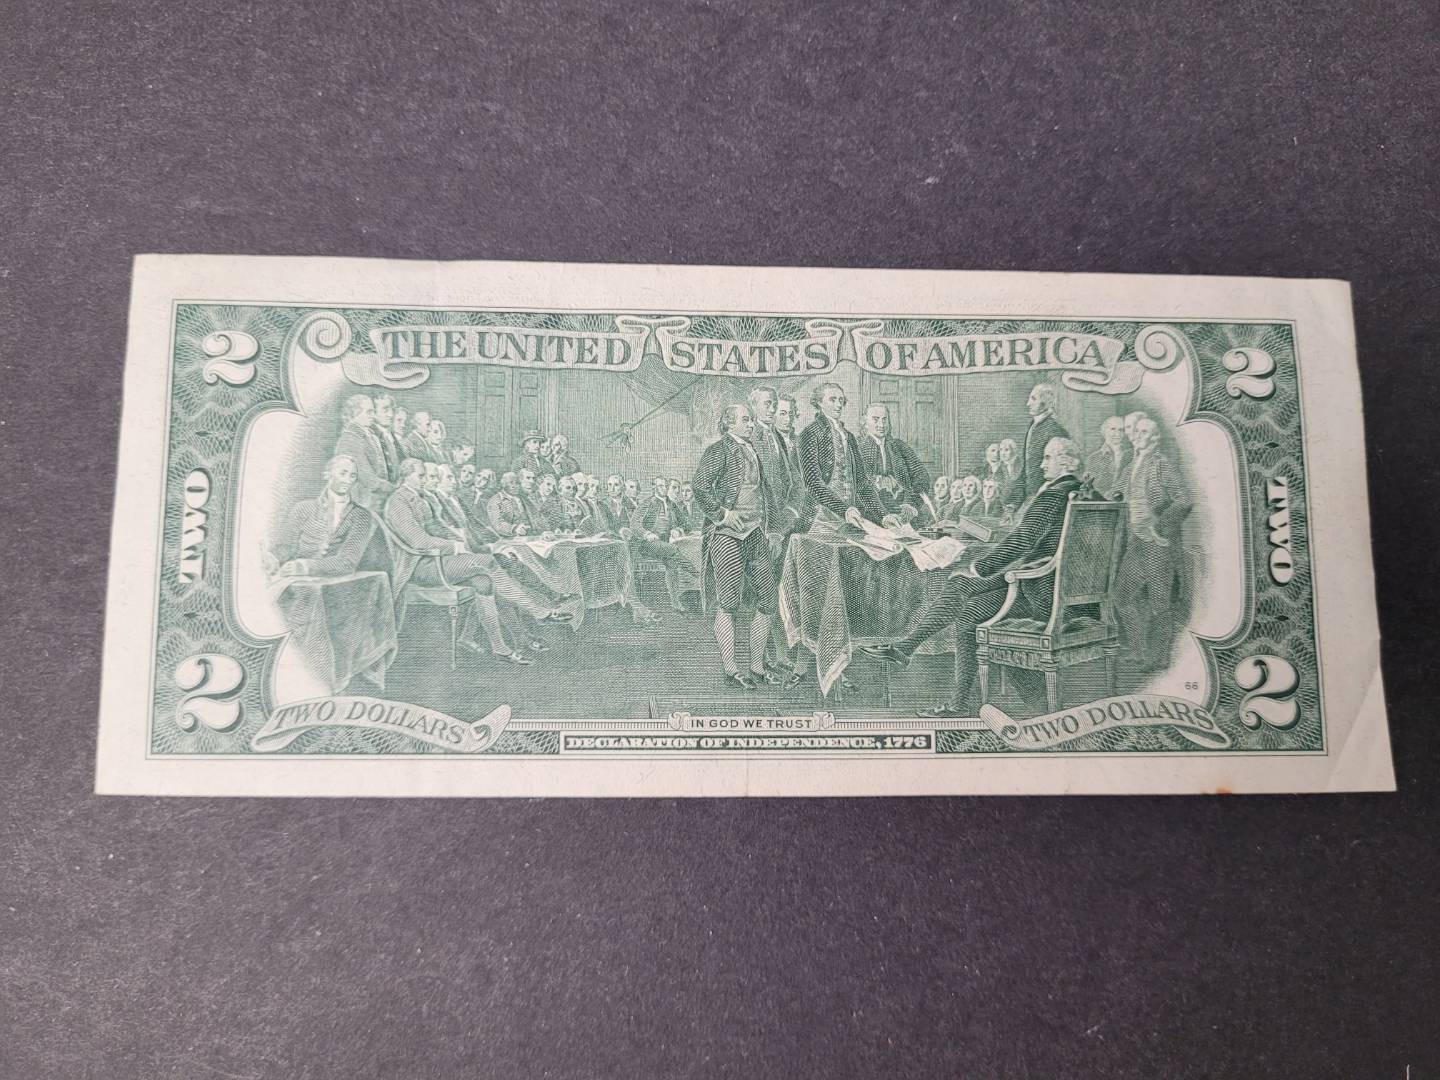 2
THE UNITED STATES OF AMERICA
2
TWO
TWO
66
2
TWO DOLLARS
IN GOD WE TRUST
TWO DOLLARS
2
DECLARATION OF INDEPENDENCE, 1776